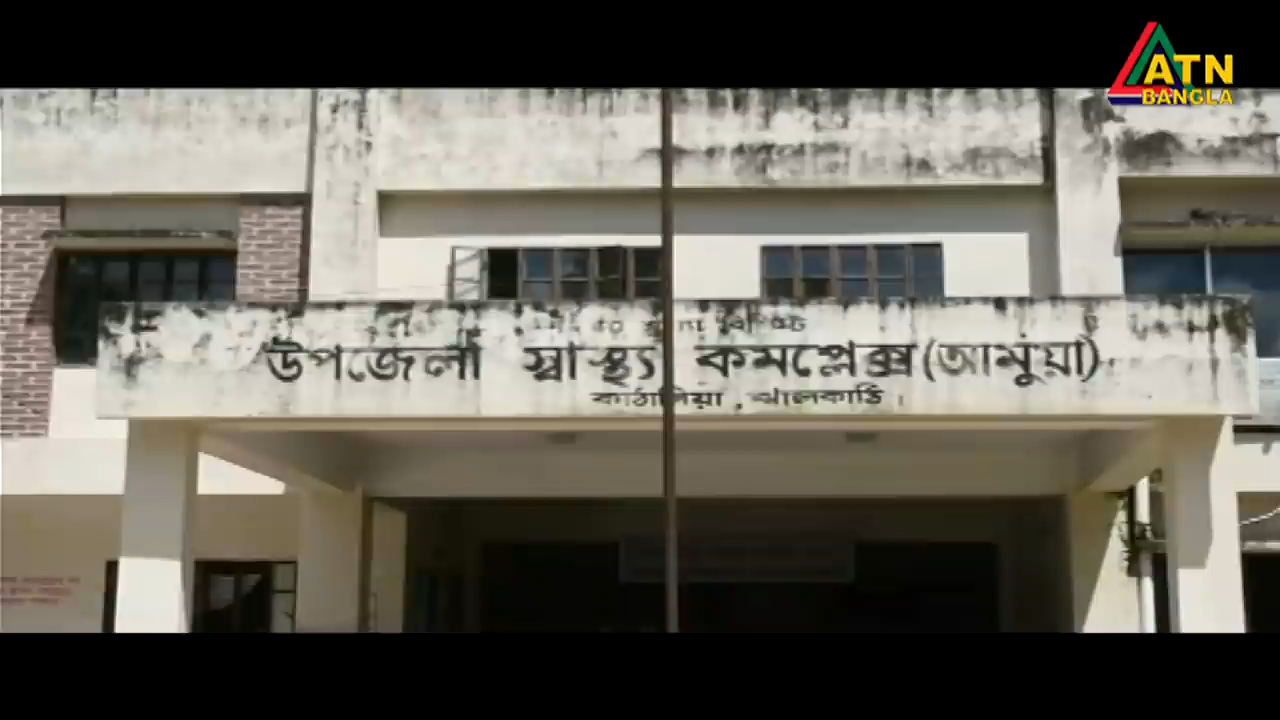 ATN
BANGLA
উপজেলা স্বাস্থ্য কমপ্লেক্স (আমুয়া)
কাঠালিয়া, ঝালকাঠি।